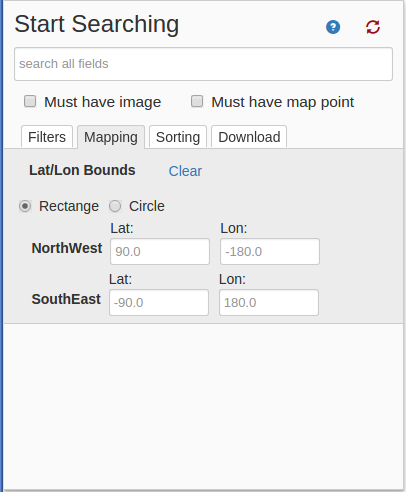 Start Searching ?
search all fields
Must have image Must have map point
Filters Mapping Sorting Download
Lat/Lon Bounds Clear
Rectange Circle
Lat: Lon:
NorthWest 90.0 -180.0
Lat: Lon:
SouthEast -90.0 180.0